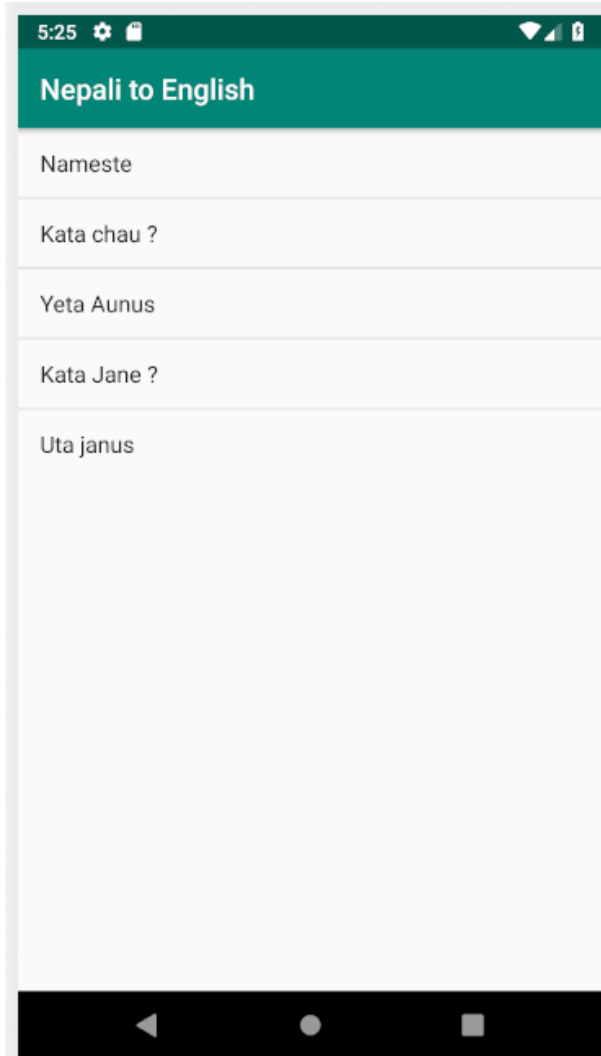 5:25
Nepali to English
Nameste
Kata chau ?
Yeta Aunus
Kata Jane ?
Uta janus